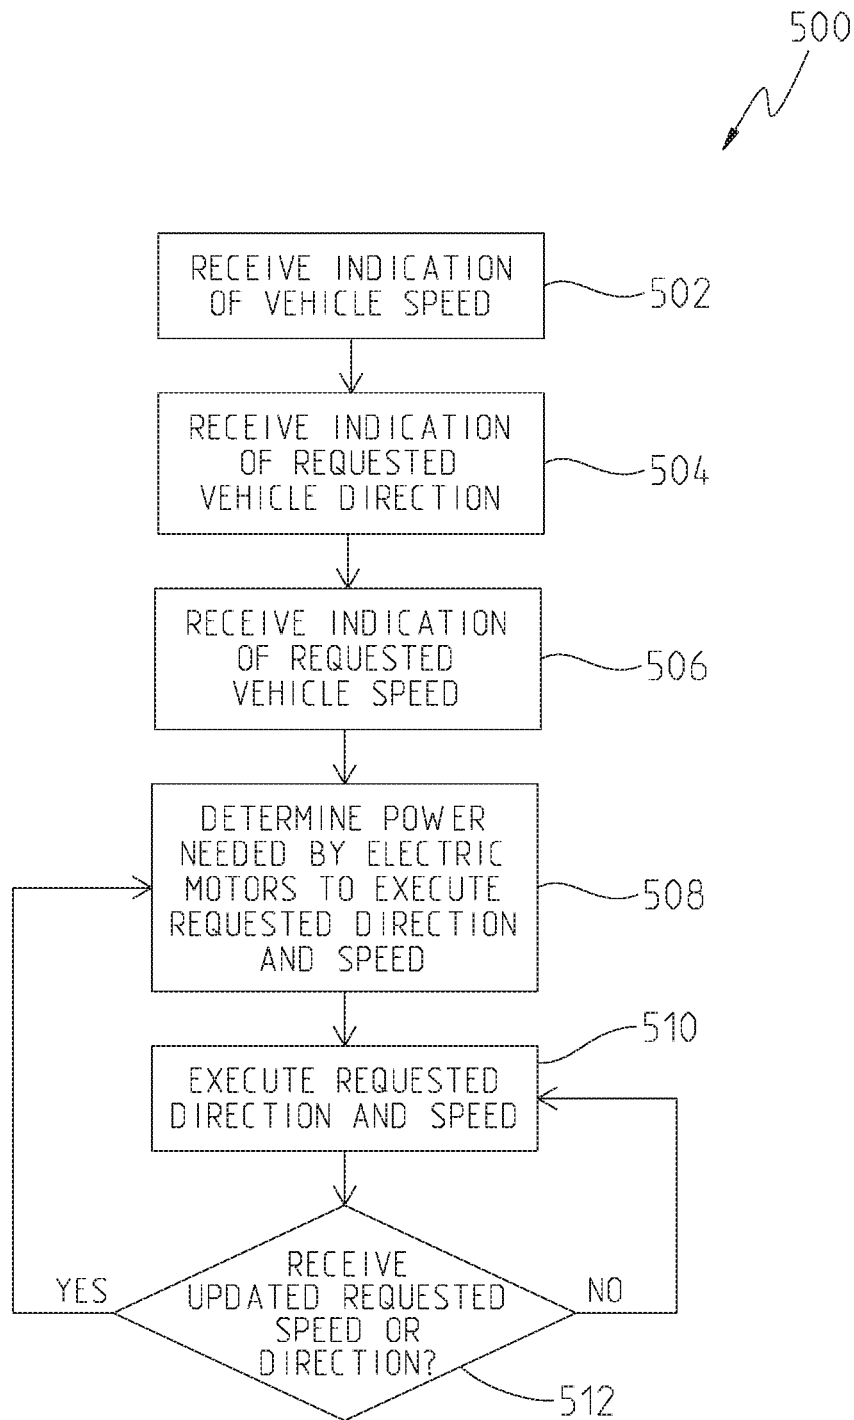 500
RECEIVE INDICATION
OF VEHICLE SPEED
502
RECEIVE INDICATION
OF REQUESTED
VEHICLE DIRECTION
504
RECEIVE INDICATION
OF REQUESTED
VEHICLE SPEED
506
DETERMINE POWER
NEEDED BY ELECTRIC
MOTORS TO EXECUTE
REQUESTED DIRECTION
AND SPEED
508
510
EXECUTE REQUESTED
DIRECTION AND SPEED
YES
RECEIVE
UPDATED REQUESTED
SPEED OR
DIRECTION?
NO
512